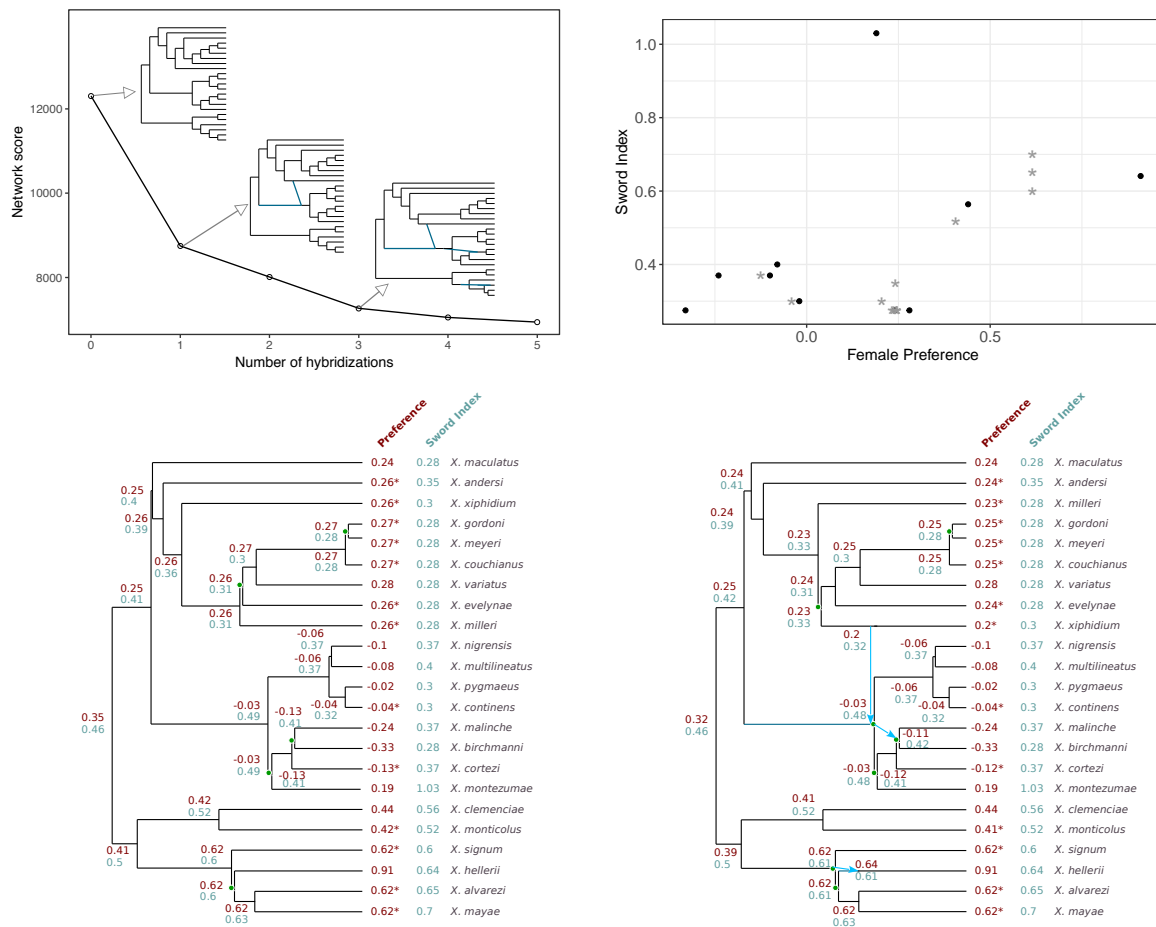 Network score
12000
10000
8000
0 1 2 3 4 5
Number of hybridizations
Sword Index
1.0
0.8
0.6
0.4
0.0 0.5
Female Preference
Preference Sword Index
0.24 0.28 X. maculatus
0.26* 0.35 X. andersi
0.26* 0.3 X. xiphidium
0.27* 0.28 X. gordoni
0.27* 0.28 X. meyeri
0.27* 0.28 X. couchianus
0.28 0.28 X. variatus
0.26* 0.28 X. evelynae
0.26* 0.28 X. milleri
-0.1 0.37 X. nigrensis
-0.08 0.4 X. multilineatus
-0.02 0.3 X. pygmaeus
-0.04* 0.3 X. continens
-0.24 0.37 X. malinche
-0.33 0.28 X. birchmanni
-0.13* 0.37 X. cortezi
0.19 1.03 X. montezumae
0.44 0.56 X. clemenciae
0.42* 0.52 X. monticolus
0.62* 0.6 X. signum
0.91 0.64 X. hellerii
0.62* 0.65 X. alvarezi
0.62* 0.7 X. mayae
0.25
0.4
0.26
0.39
0.26
0.36
0.27
0.28
0.27
0.3
0.27
0.28
0.26
0.31
0.26
0.31
0.25
0.41
-0.06
0.37
-0.06
0.37
-0.04
0.32
-0.03
0.49
-0.13
0.41
-0.03
0.49
-0.13
0.41
0.35
0.46
0.42
0.52
0.41
0.5
0.62
0.6
0.62
0.6
0.62
0.63
Preference Sword Index
0.24 0.28 X. maculatus
0.24* 0.35 X. andersi
0.23* 0.28 X. milleri
0.25* 0.28 X. gordoni
0.25* 0.28 X. meyeri
0.25* 0.28 X. couchianus
0.28 0.28 X. variatus
0.24* 0.28 X. evelynae
0.2* 0.3 X. xiphidium
-0.1 0.37 X. nigrensis
-0.08 0.4 X. multilineatus
-0.02 0.3 X. pygmaeus
-0.04* 0.3 X. continens
-0.24 0.37 X. malinche
-0.33 0.28 X. birchmanni
-0.12* 0.37 X. cortezi
0.19 1.03 X. montezumae
0.44 0.56 X. clemenciae
0.41* 0.52 X. monticolus
0.62* 0.6 X. signum
0.91 0.64 X. hellerii
0.62* 0.65 X. alvarezi
0.62* 0.7 X. mayae
0.24
0.41
0.24
0.39
0.23
0.33
0.25
0.28
0.25
0.3
0.25
0.28
0.24
0.31
0.23
0.33
0.2
0.32
0.25
0.42
-0.06
0.37
-0.06
0.37
-0.04
0.32
-0.03
0.48
-0.11
0.42
-0.03
0.48
-0.12
0.41
0.32
0.46
0.41
0.52
0.39
0.5
0.62
0.61
0.64
0.61
0.62
0.61
0.62
0.63